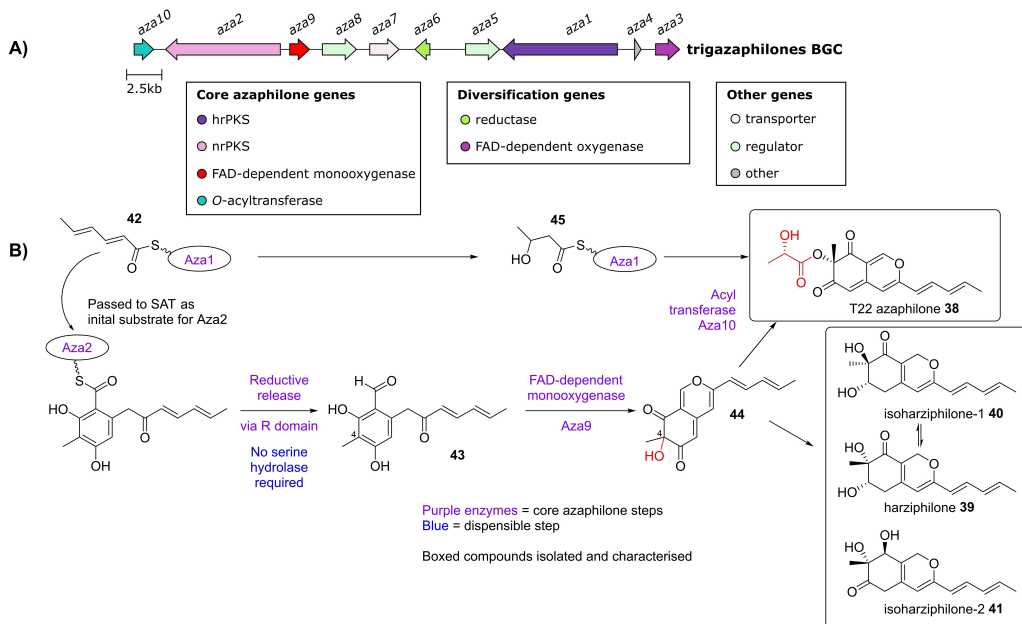 A)
aza10
aza2
aza9
aza8
aza7
aza6
aza5
aza1
aza4
aza3
trigazaphilones BGC
2.5kb
Core azaphilone genes
hrPKS
nrPKS
FAD-dependent monooxygenase
O-acyltransferase
Diversification genes
reductase
FAD-dependent oxygenase
Other genes
transporter
regulator
other
B)
42
S
O
Aza1
45
HO
O
S
Aza1
OH
O
O
O
O
O
T22 azaphilone 38
Passed to SAT as
inital substrate for Aza2
Acyl
transferase
Aza10
Aza2
S
O
HO
O
OH
Reductive
release
via R domain
No serine
hydrolase
required
O
HO
O
4
OH
43
FAD-dependent
monooxygenase
Aza9
O
O
4
HO
O
44
HO
O
O
HO
isoharziphilone-1 40
HO
O
O
HO
harziphilone 39
OH
HO
O
O
isoharziphilone-2 41
Purple enzymes = core azaphilone steps
Blue = dispensible step
Boxed compounds isolated and characterised